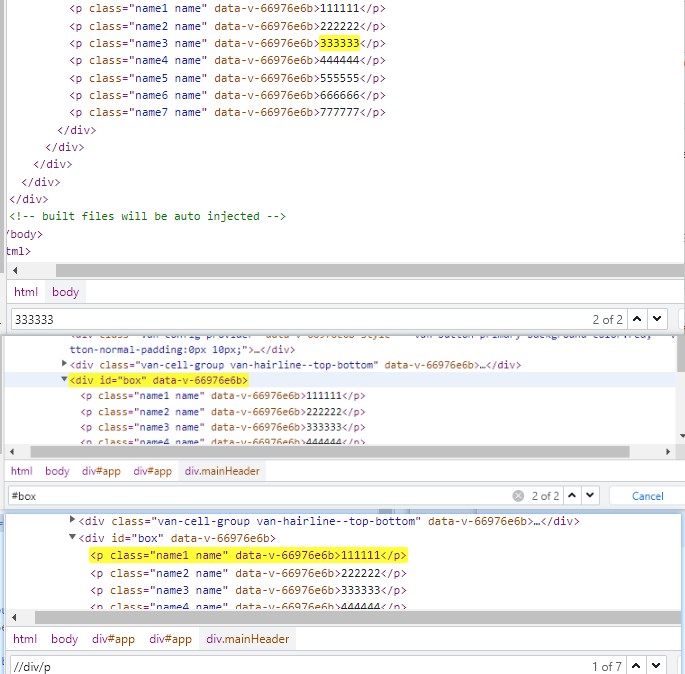 <p class="name1 name" data-v-66976e6b>111111</p>
<p class="name2 name" data-v-66976e6b>222222</p>
<p class="name3 name" data-v-66976e6b>333333</p>
<p class="name4 name" data-v-66976e6b>444444</p>
<p class="name5 name" data-v-66976e6b>555555</p>
<p class="name6 name" data-v-66976e6b>666666</p>
<p class="name7 name" data-v-66976e6b>777777</p>
</div>
</div>
</div>
</div>
</div>
<!-- built files will be auto injected -->
/body>
tml>
html body
333333 2 of 2
tton-normal-padding:0px 10px;">…</div>
<div class="van-cell-group van-hairline--top-bottom" data-v-66976e6b>…</div>
<div id="box" data-v-66976e6b>
<p class="name1 name" data-v-66976e6b>111111</p>
<p class="name2 name" data-v-66976e6b>222222</p>
<p class="name3 name" data-v-66976e6b>333333</p>
<p class="name4 name" data-v-66976e6b>444444</p>
html body div#app div#app div.mainHeader
#box 2 of 2 Cancel
<div class="van-cell-group van-hairline--top-bottom" data-v-66976e6b>…</div>
<div id="box" data-v-66976e6b>
<p class="name1 name" data-v-66976e6b>111111</p>
<p class="name2 name" data-v-66976e6b>222222</p>
<p class="name3 name" data-v-66976e6b>333333</p>
<p class="name4 name" data-v-66976e6b>444444</p>
html body div#app div#app div.mainHeader
//div/p 1 of 7